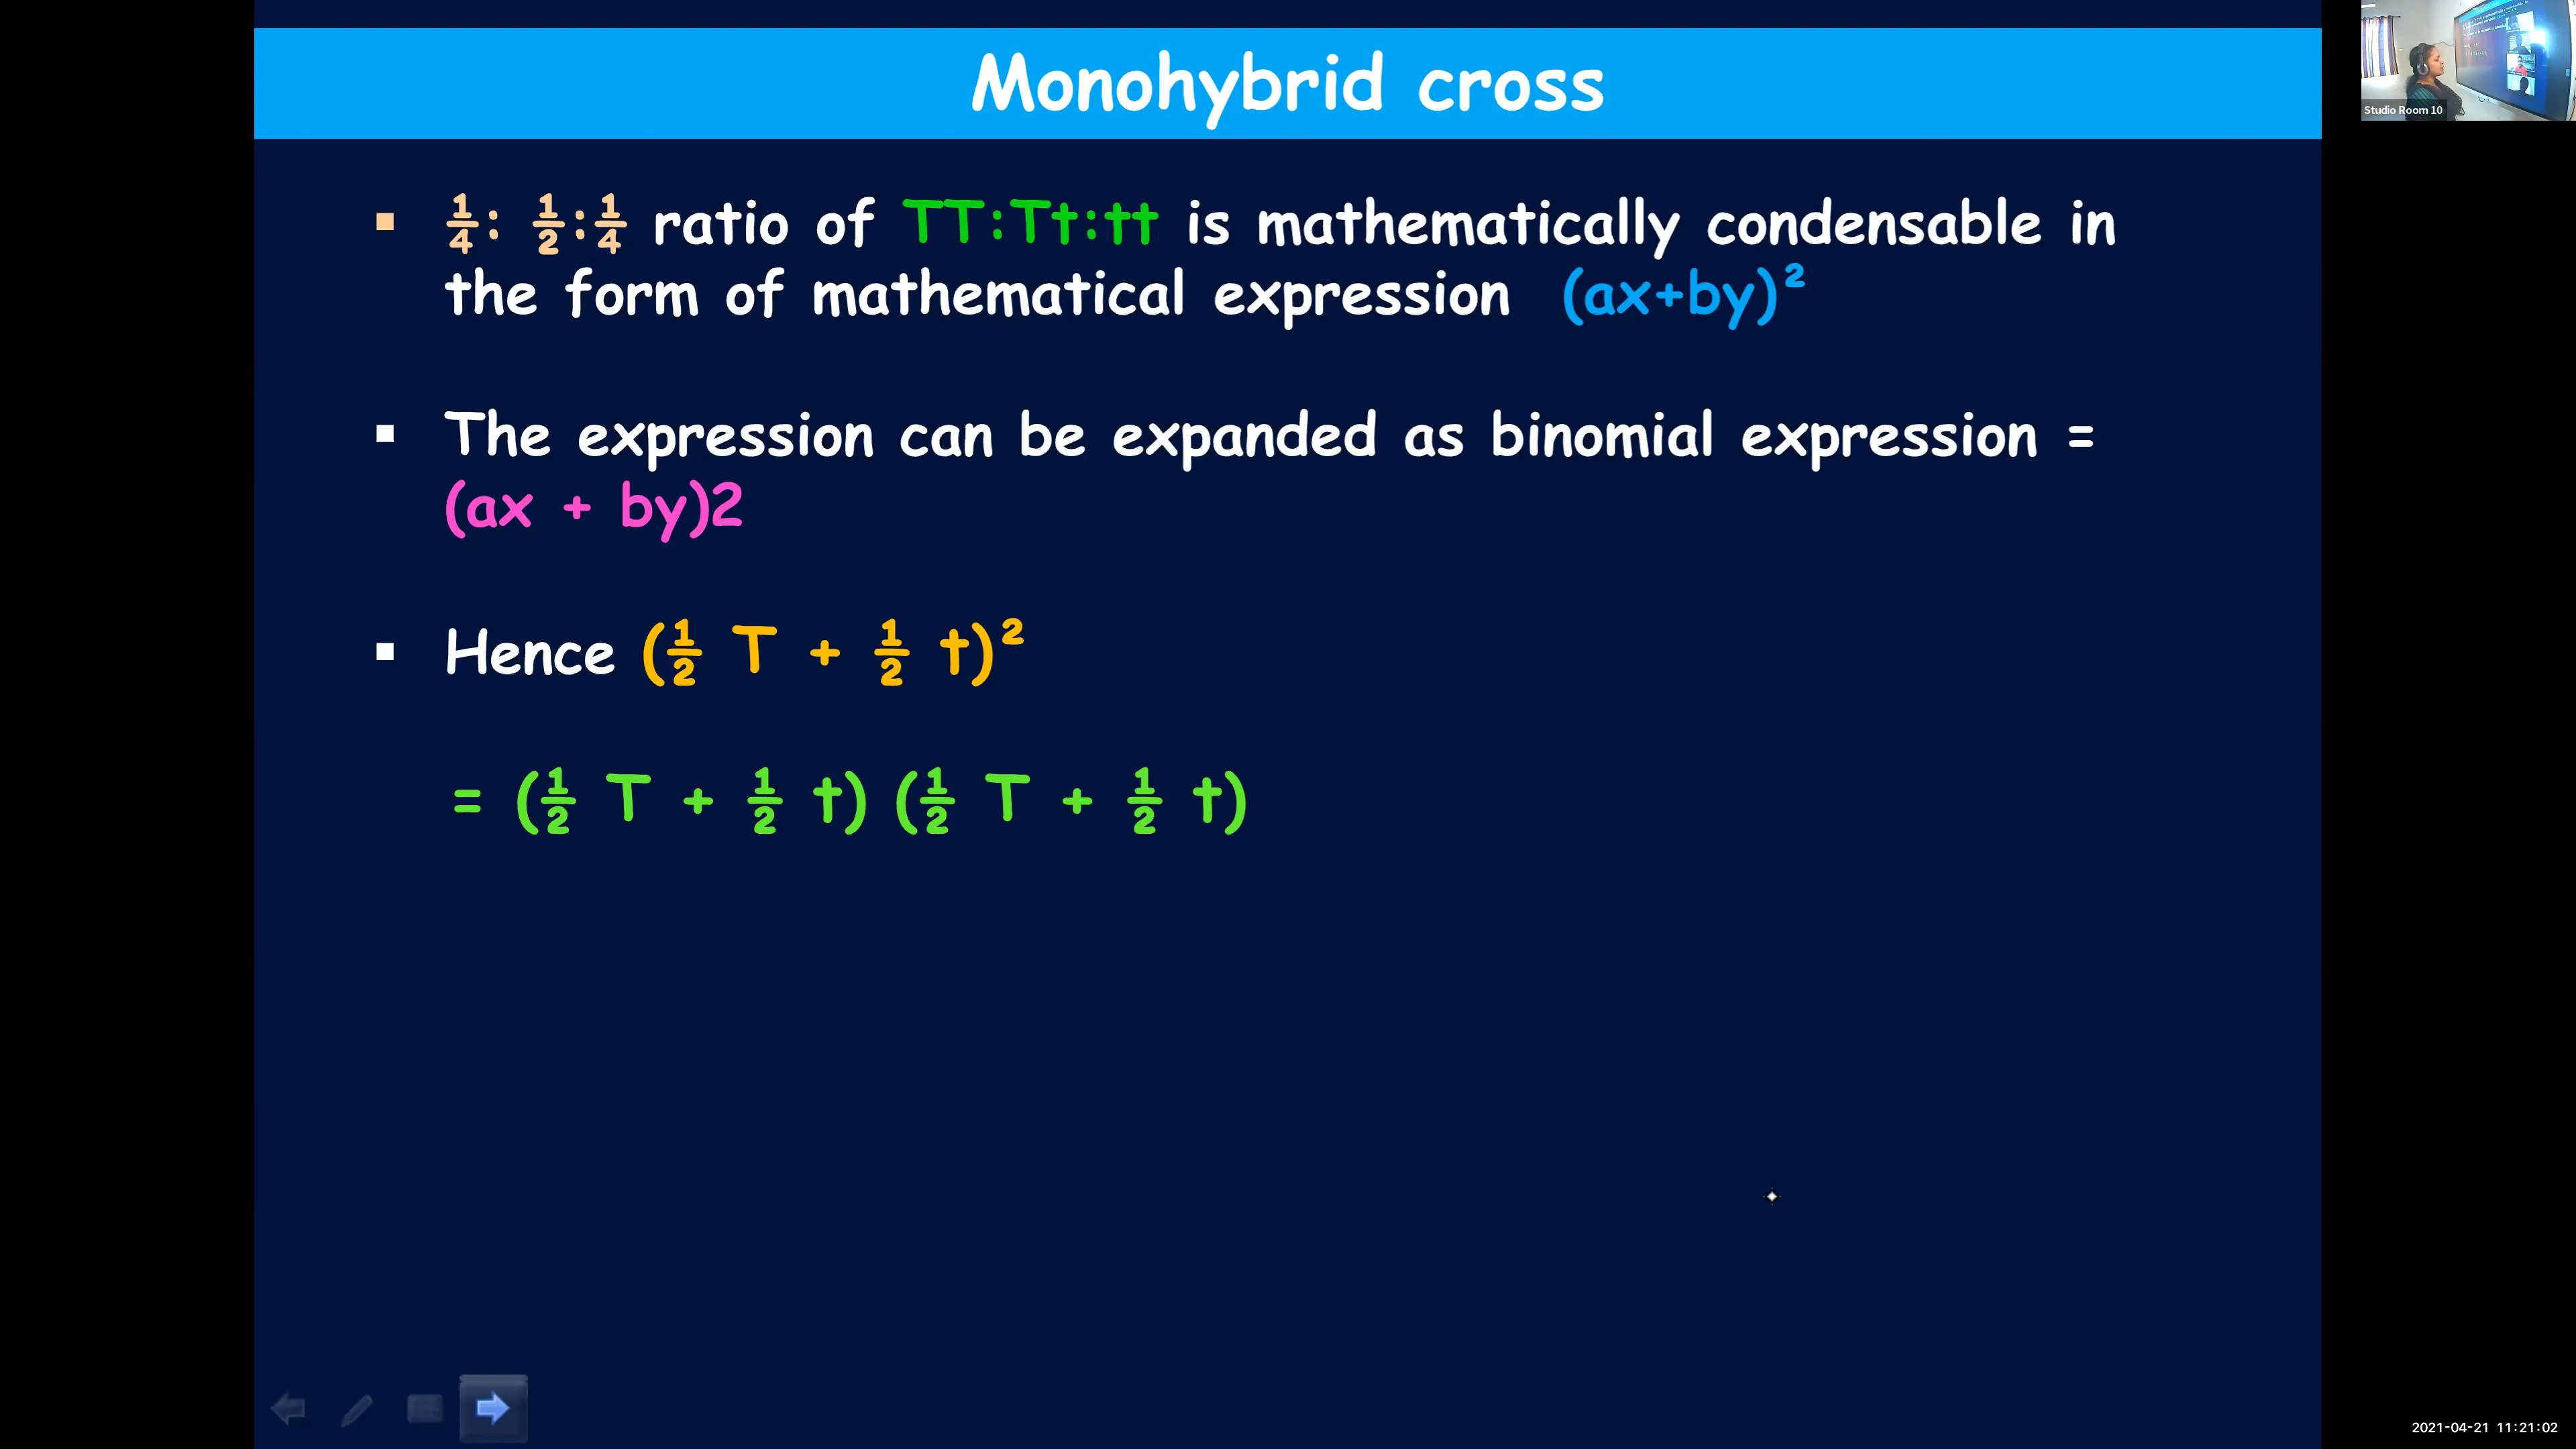 Monohybrid cross
Studio Room 10
▪ ¼: ½:¼ ratio of TT:Tt:tt is mathematically condensable in
the form of mathematical expression (ax+by)²
▪ The expression can be expanded as binomial expression =
(ax + by)2
▪ Hence (½ T + ½ t)²
= (½ T + ½ t) (½ T + ½ t)
2021-04-21 11:21:02